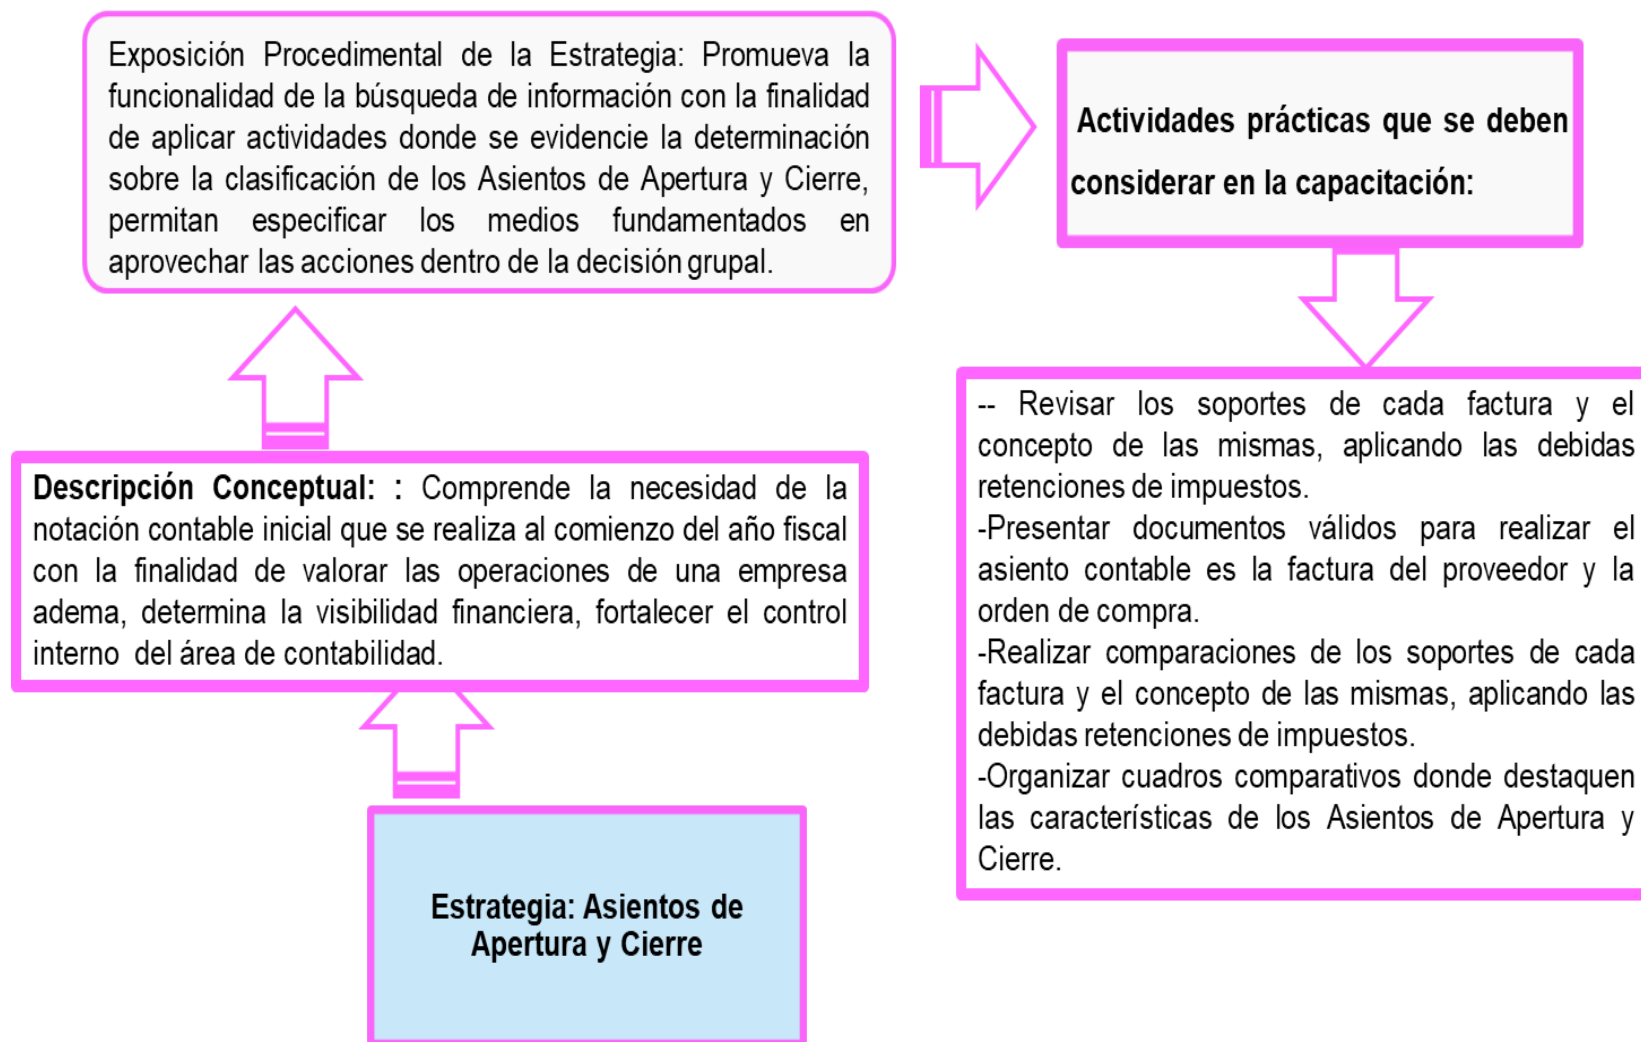 Exposición Procedimental de la Estrategia: Promueva la
funcionalidad de la búsqueda de información con la finalidad
de aplicar actividades donde se evidencie la determinación
sobre la clasificación de los Asientos de Apertura y Cierre,
permitan especificar los medios fundamentados en
aprovechar las acciones dentro de la decisión grupal.
Actividades prácticas que se deben
considerar en la capacitación:
-- Revisar los soportes de cada factura y el
concepto de las mismas, aplicando las debidas
retenciones de impuestos.
-Presentar documentos válidos para realizar el
asiento contable es la factura del proveedor y la
orden de compra.
-Realizar comparaciones de los soportes de cada
factura y el concepto de las mismas, aplicando las
debidas retenciones de impuestos.
-Organizar cuadros comparativos donde destaquen
las características de los Asientos de Apertura y
Cierre.
Descripción Conceptual: : Comprende la necesidad de la
notación contable inicial que se realiza al comienzo del año fiscal
con la finalidad de valorar las operaciones de una empresa
adema, determina la visibilidad financiera, fortalecer el control
interno del área de contabilidad.
Estrategia: Asientos de
Apertura y Cierre